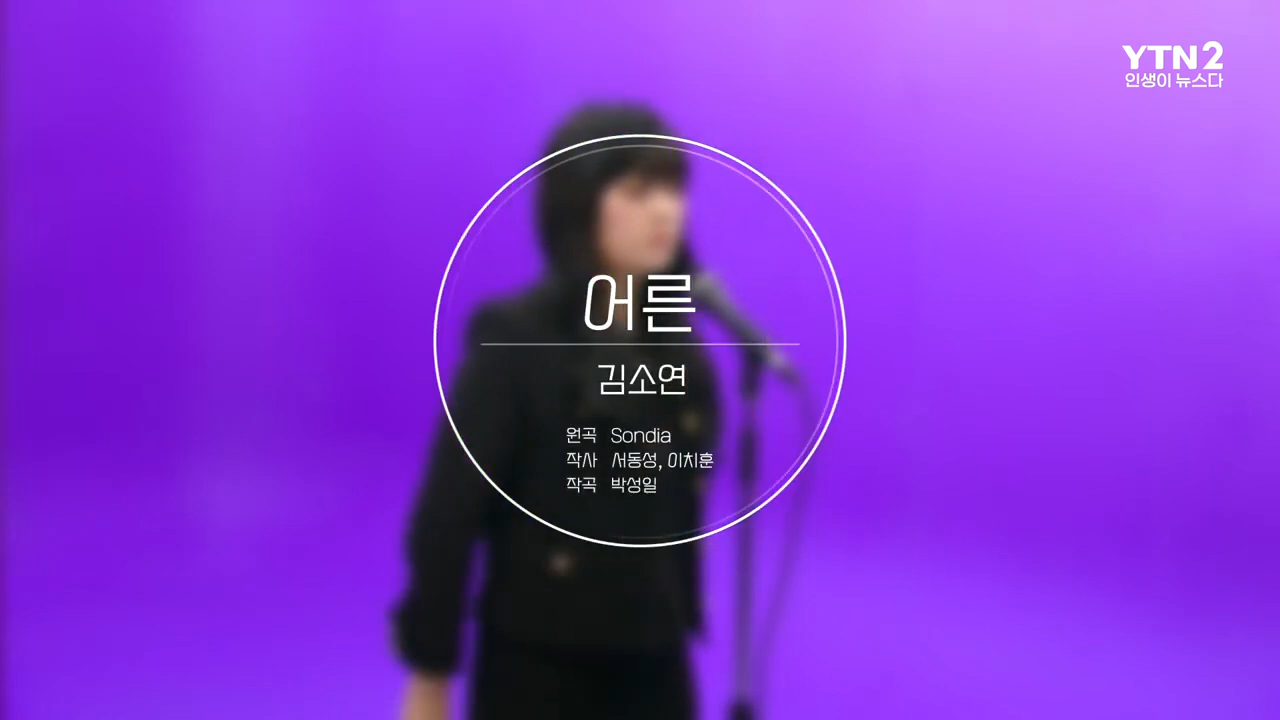 YTN2
인생이 뉴스다
어른
김소연
원곡 Sondia
작사 서동성, 이치훈
작곡 박성일